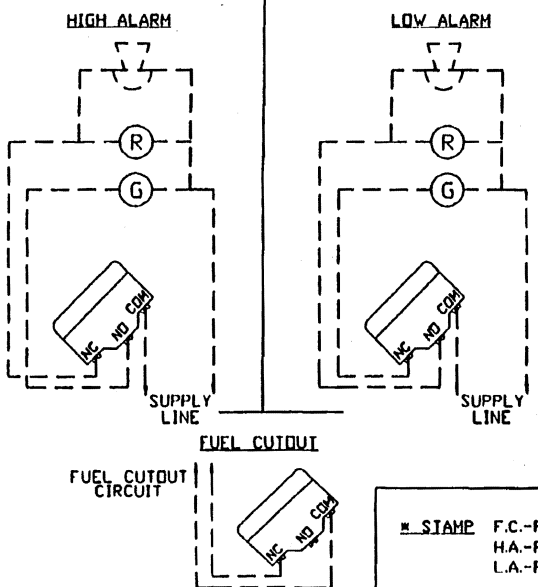 HIGH ALARM
R
G
NC NO COM
SUPPLY
LINE
LOW ALARM
R
G
NC NO COM
SUPPLY
LINE
FUEL CUTOUT
FUEL CUTOUT
CIRCUIT
NC NO COM
* STAMP F.C.-F
H.A.-F
L.A.-F